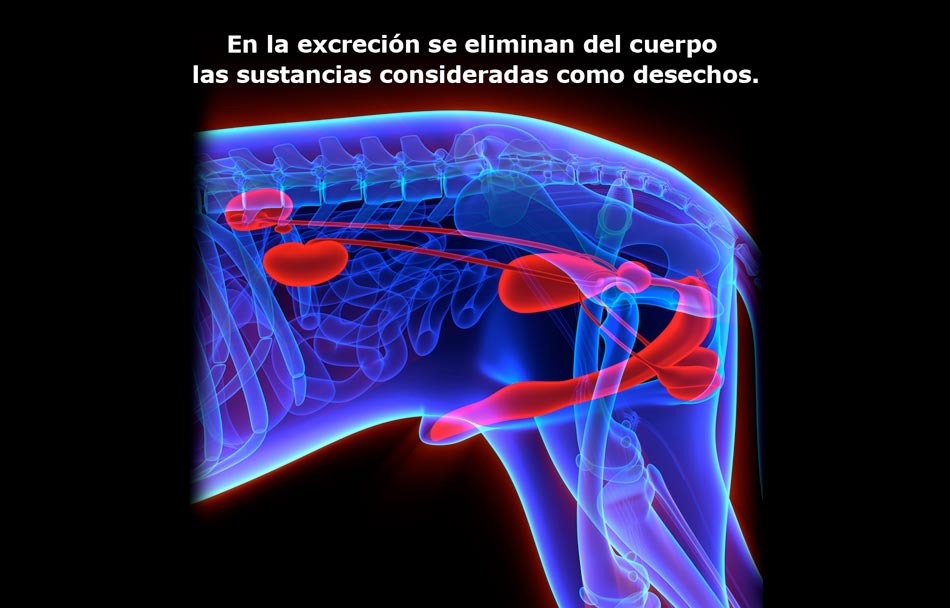 En la excreción se eliminan del cuerpo
las sustancias consideradas como desechos.